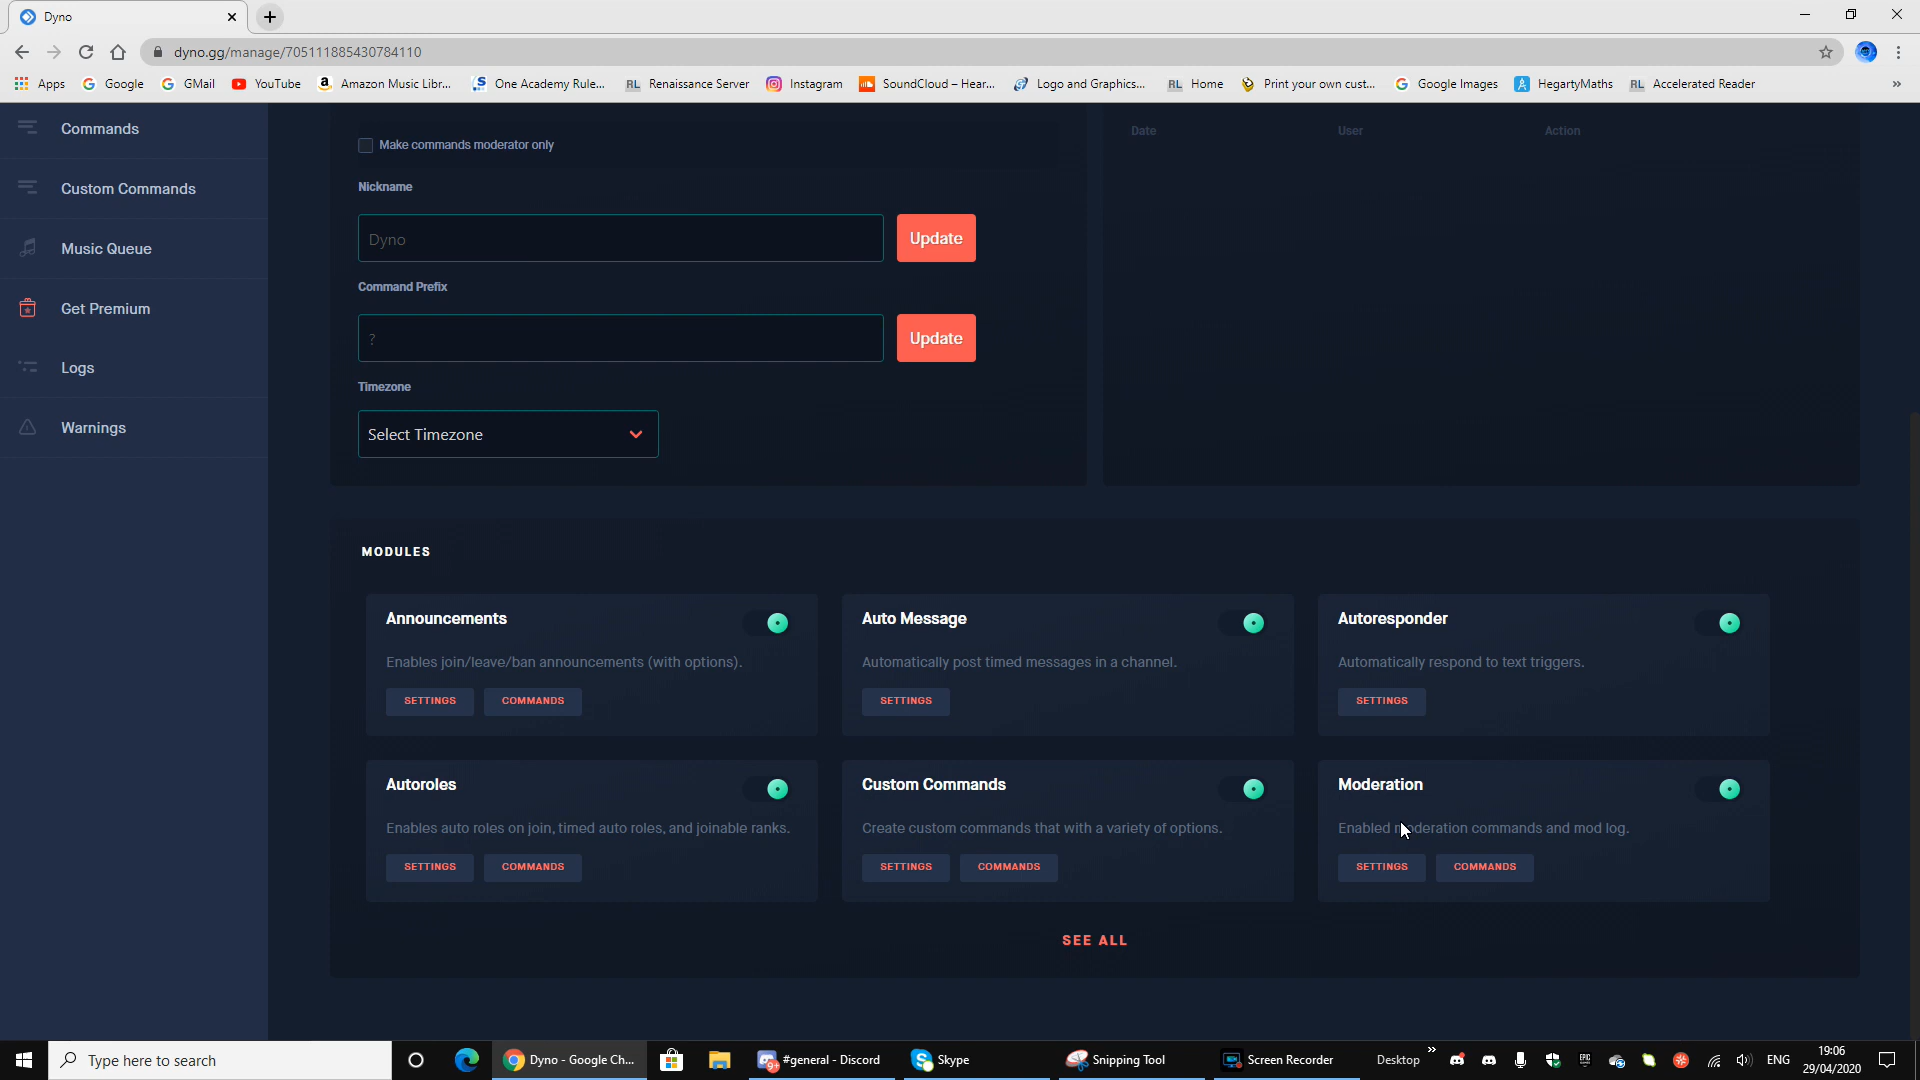 Dyno
dyno.gg/manage/705111885430784110
Apps Google GMail YouTube Amazon Music Libr... One Academy Rule... Renaissance Server Instagram SoundCloud – Hear... Logo and Graphics... Home Print your own cust... Google Images HegartyMaths Accelerated Reader »
Commands
Custom Commands
Music Queue
Get Premium
Logs
Warnings
Make commands moderator only
Nickname
Dyno Update
Command Prefix
? Update
Timezone
Select Timezone
Date User Action
MODULES
Announcements
Enables join/leave/ban announcements (with options).
SETTINGS COMMANDS
Auto Message
Automatically post timed messages in a channel.
SETTINGS
Autoresponder
Automatically respond to text triggers.
SETTINGS
Autoroles
Enables auto roles on join, timed auto roles, and joinable ranks.
SETTINGS COMMANDS
Custom Commands
Create custom commands that with a variety of options.
SETTINGS COMMANDS
Moderation
Enabled moderation commands and mod log.
SETTINGS COMMANDS
SEE ALL
Type here to search
Dyno - Google Ch...
#general - Discord
Skype
Snipping Tool
Screen Recorder
Desktop »
ENG
19:06
29/04/2020